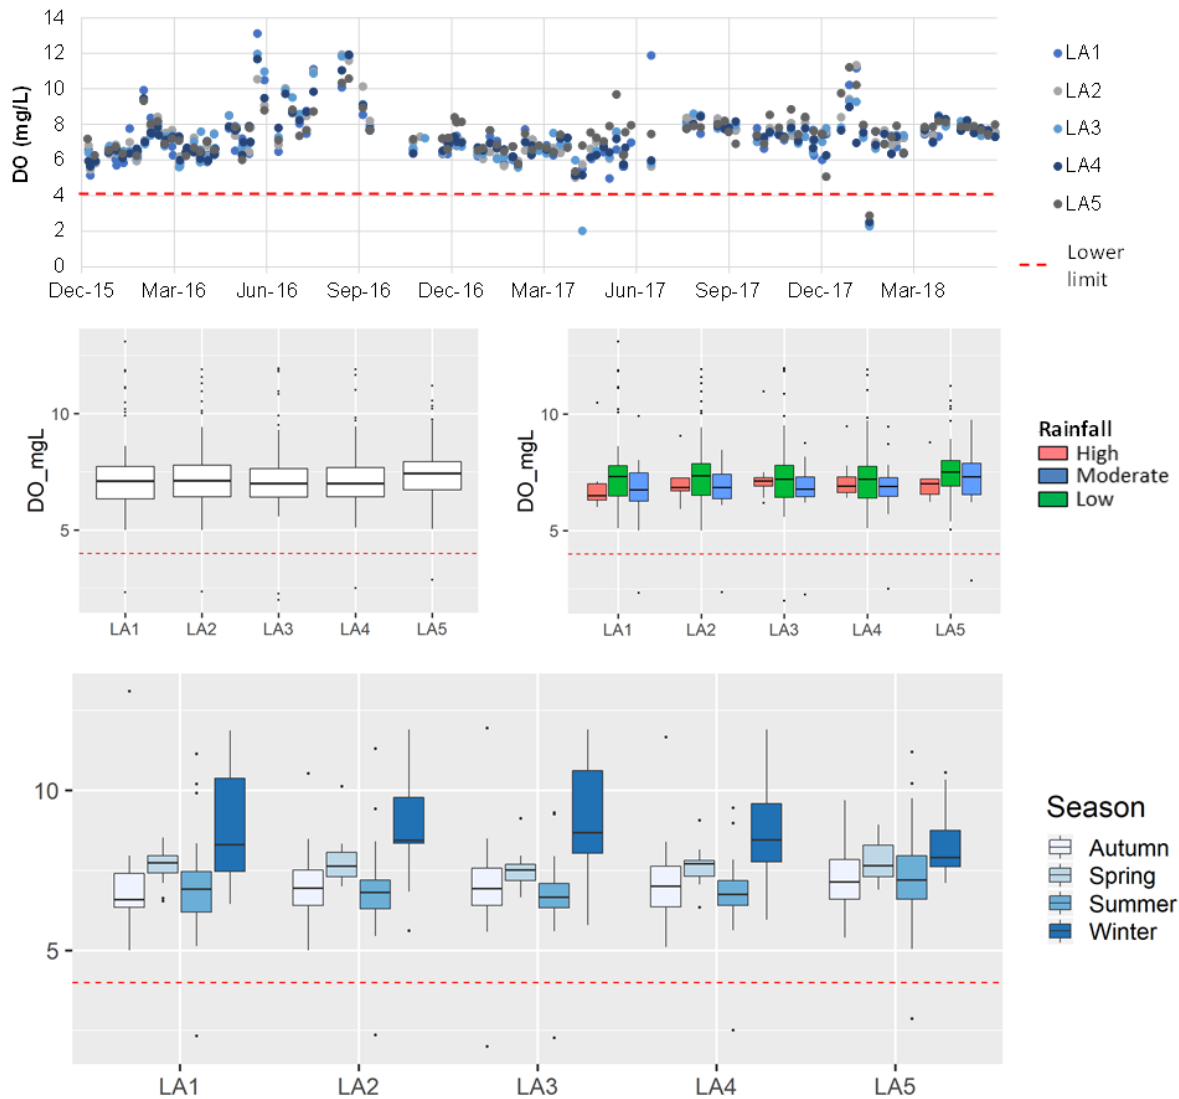 14
12
10
8
6
4
2
0
DO (mg/L)
Dec-15 Mar-16 Jun-16 Sep-16 Dec-16 Mar-17 Jun-17 Sep-17 Dec-17 Mar-18
LA1
LA2
LA3
LA4
LA5
Lower
limit
10
5
DO_mgL
LA1 LA2 LA3 LA4 LA5
10
5
DO_mgL
LA1 LA2 LA3 LA4 LA5
Rainfall
High
Moderate
Low
10
5
LA1 LA2 LA3 LA4 LA5
Season
Autumn
Spring
Summer
Winter